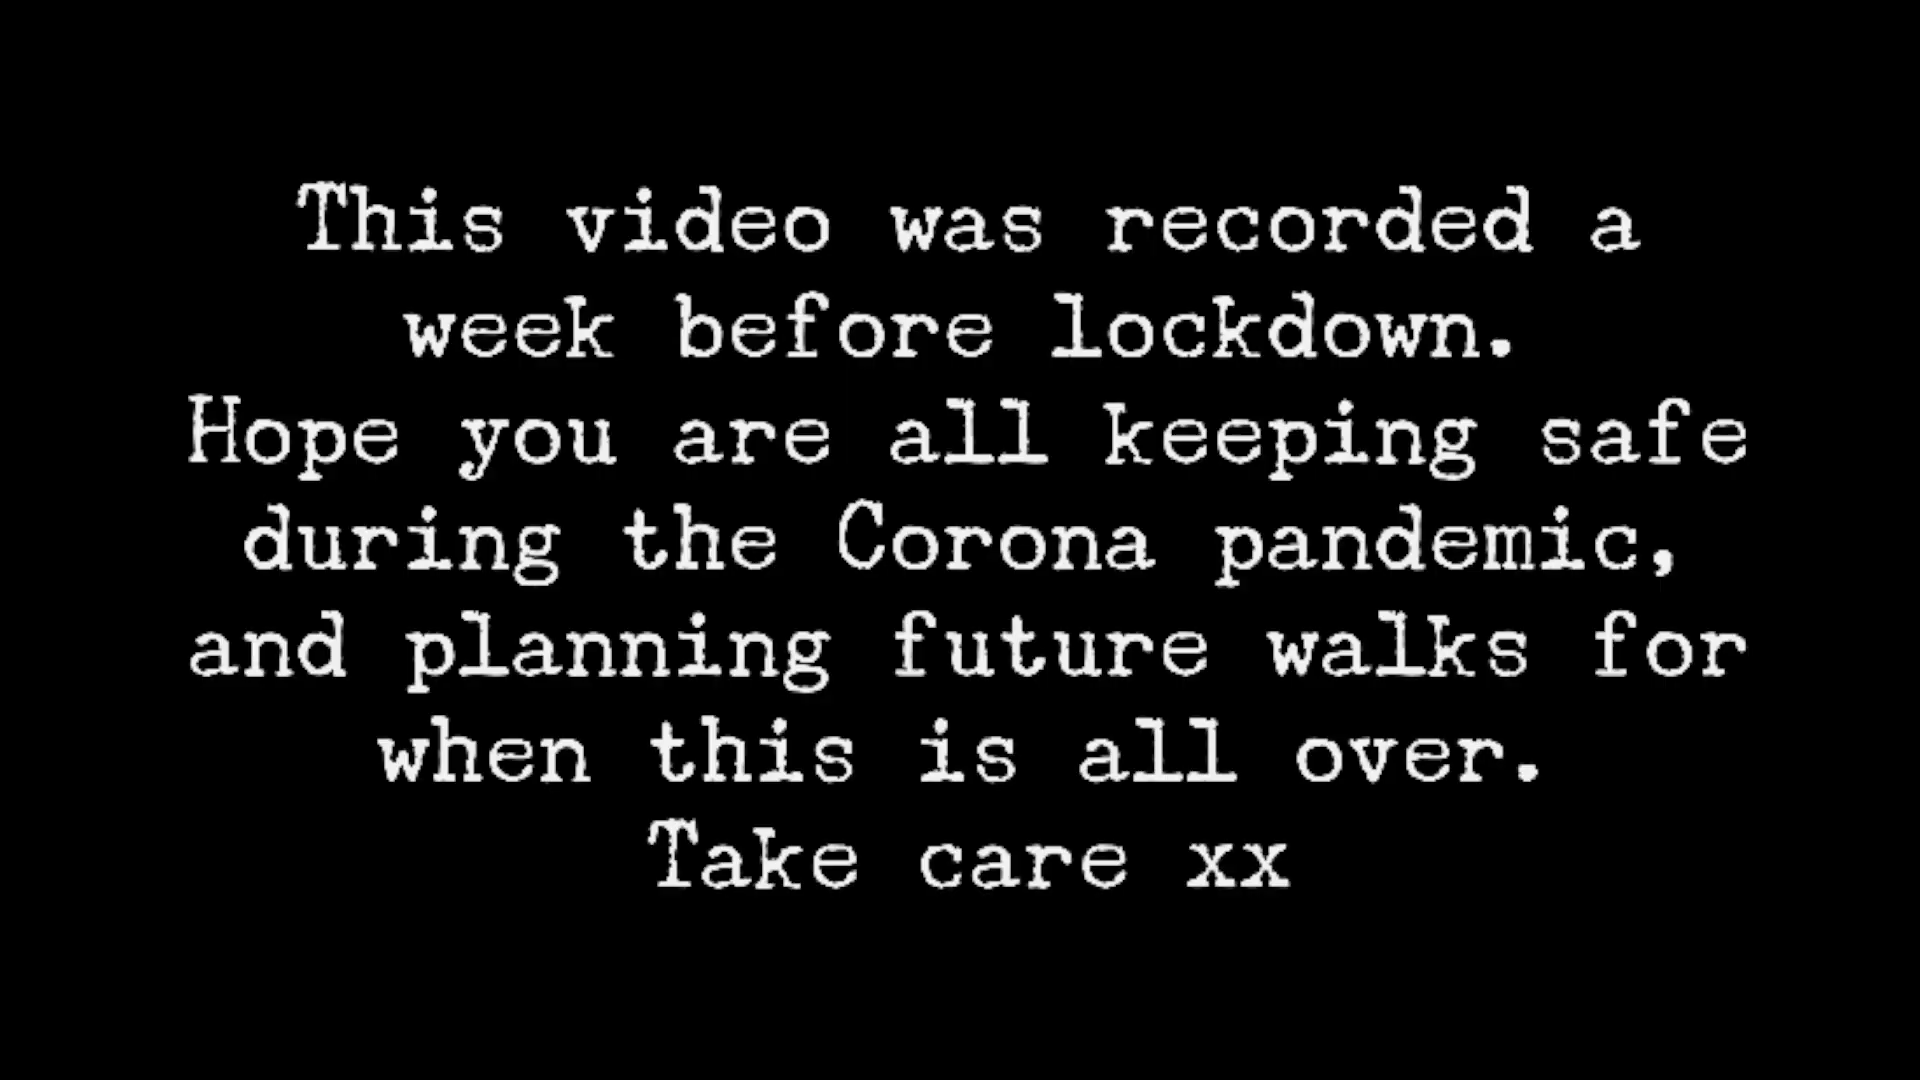 This video was recorded a
week before lockdown.
Hope you are all keeping safe
during the Corona pandemic,
and planning future walks for
when this is all over.
Take care xx